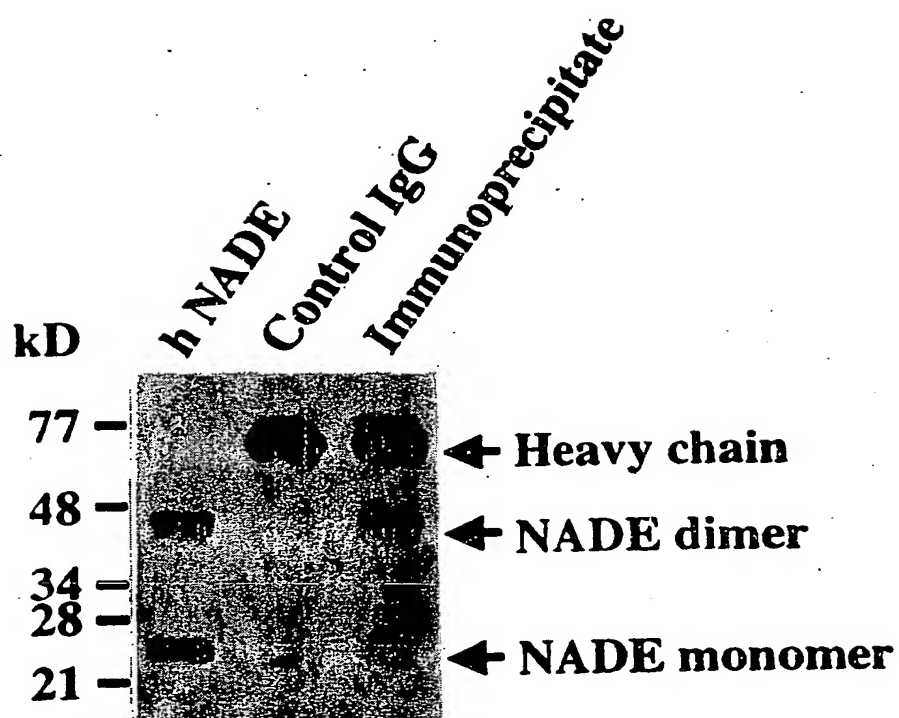 h NADE
Control IgG
Immunoprecipitate
kD
77
48
34
28
21
Heavy chain
NADE dimer
NADE monomer